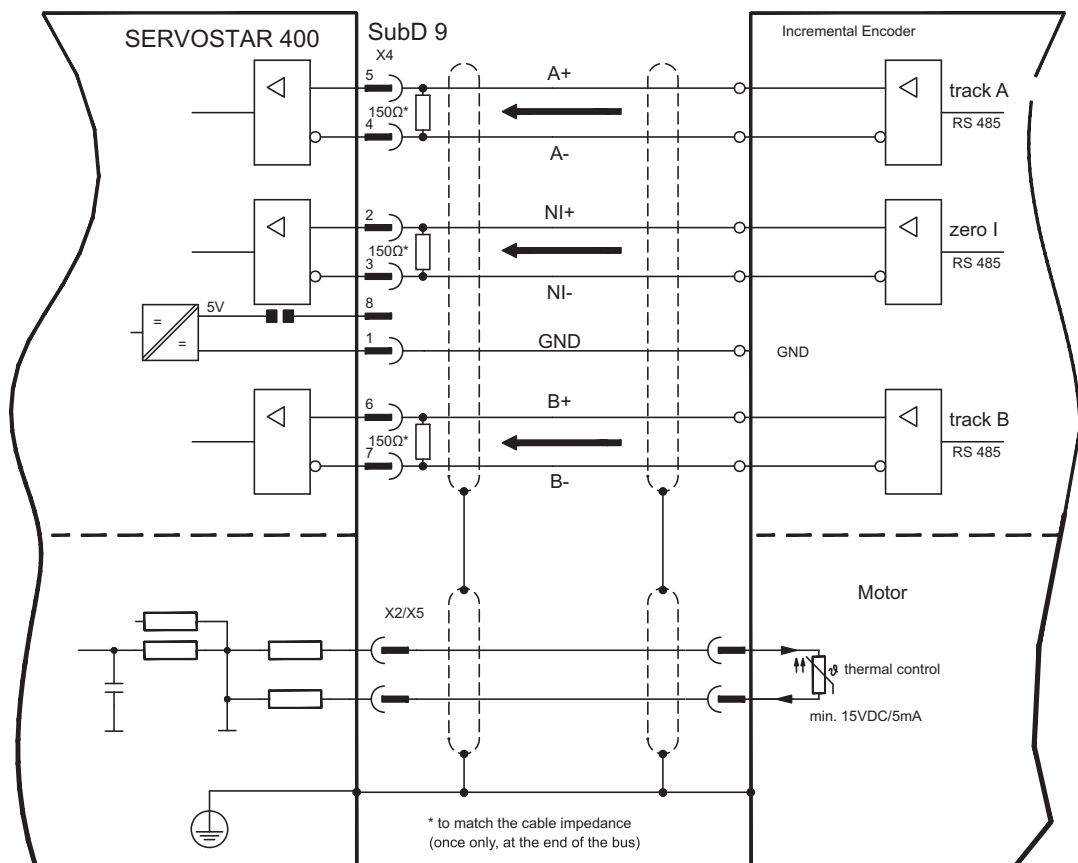 SERVOSTAR 400
SubD 9
Incremental Encoder
X4
5
A+
track A
150Ω*
RS 485
4
A-
2
NI+
zero I
150Ω*
RS 485
3
NI-
5V
8
=
=
1
GND
GND
6
B+
track B
150Ω*
RS 485
7
B-
X2/X5
Motor
ϑ thermal control
min. 15VDC/5mA
* to match the cable impedance
(once only, at the end of the bus)